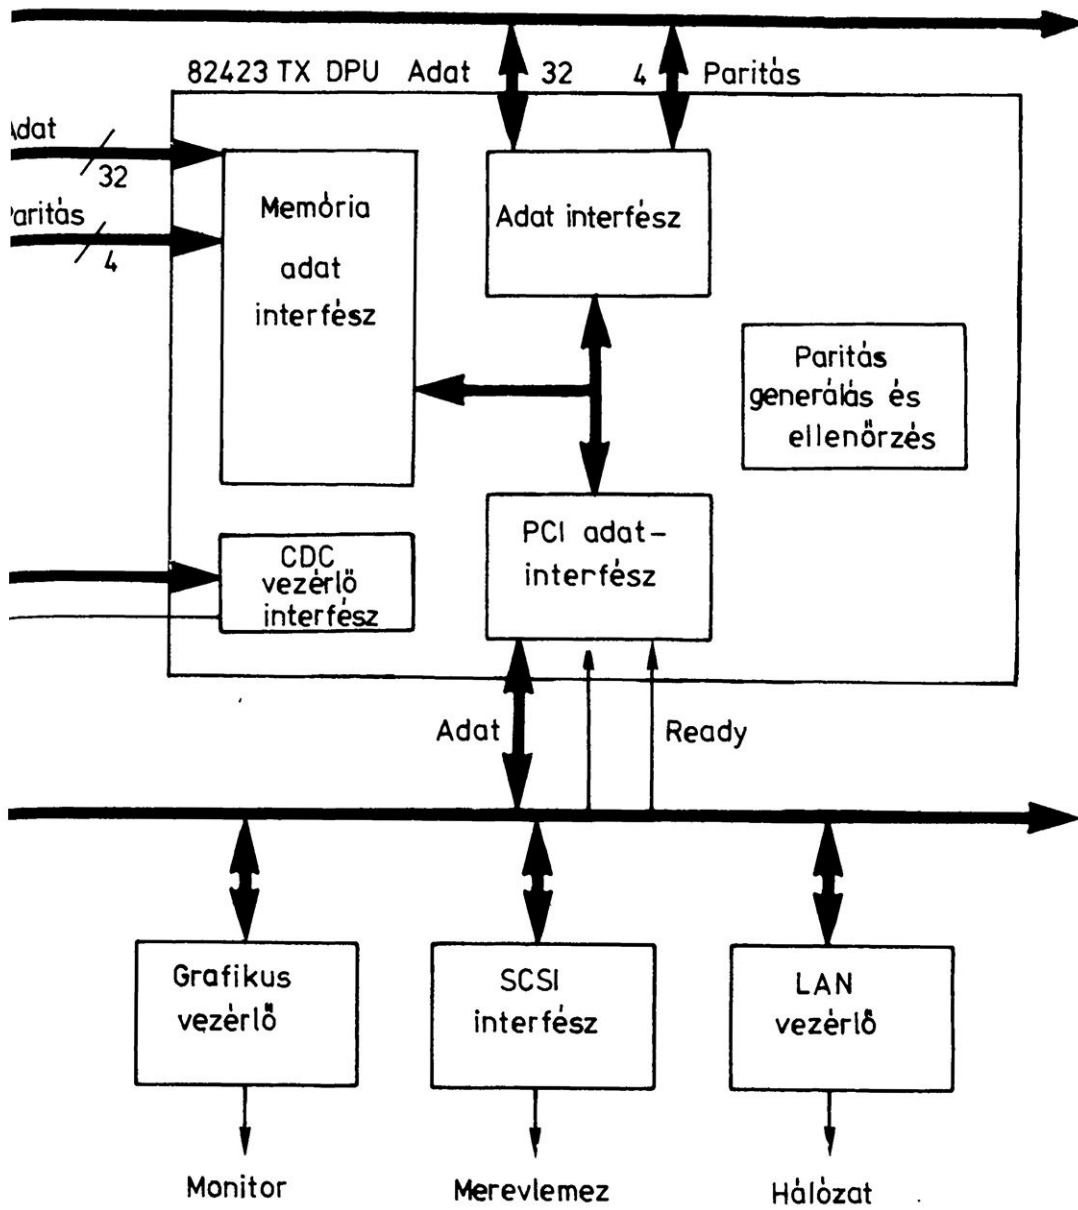 82423 TX DPU Adat 32 4 Paritás
Adat
32
Paritás
4
Memória
adat
interfész
Adat interfész
Paritás
generálás és
ellenőrzés
CDC
vezérlő
interfész
PCI adat-
interfész
Adat
Ready
Grafikus
vezérlő
SCSI
interfész
LAN
vezérlő
Monitor
Merevlemez
Hálózat